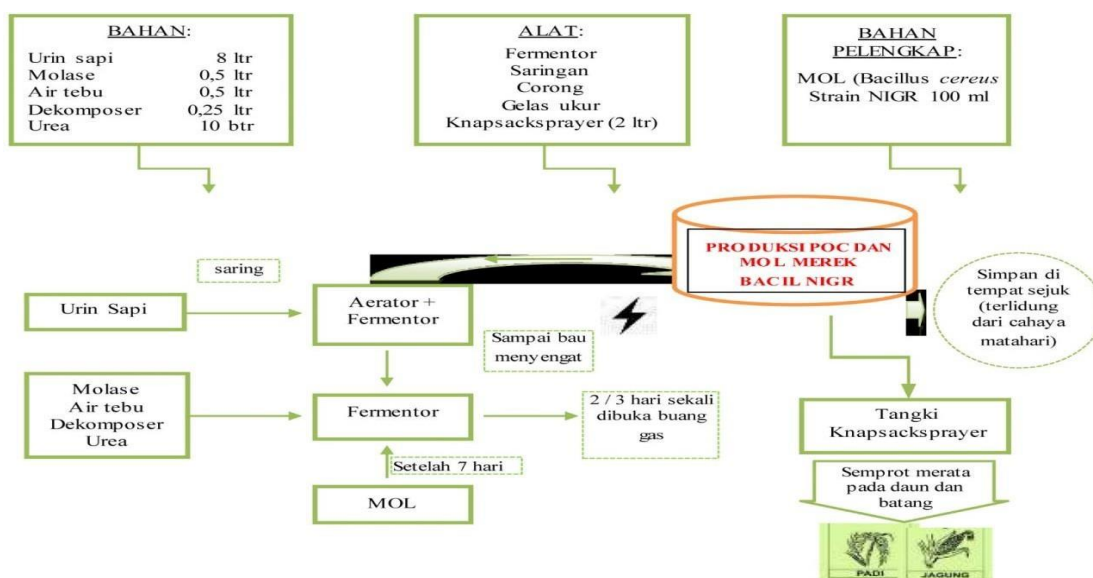 BAHAN:
Urin sapi 8 ltr
Molase 0,5 ltr
Air tebu 0,5 ltr
Dekomposer 0,25 ltr
Urea 10 btr
ALAT:
Fermentor
Saringan
Corong
Gelas ukur
Knapsacksprayer (2 ltr)
BAHAN
PELENGKAP:
MOL (Bacillus cereus
Strain NIGR 100 ml
PRODUKSI POC DAN
MOL MEREK
BACIL NIGR
saring
Urin Sapi
Aerator +
Fermentor
Sampai bau
menyengat
Simpan di
tempat sejuk
(terlidung
dari cahaya
matahari)
Molase
Air tebu
Dekomposer
Urea
Fermentor
2 / 3 hari sekali
dibuka buang
gas
Tangki
Knapsacksprayer
Setelah 7 hari
MOL
Semprot merata
pada daun dan
batang
PADI
JAGUNG